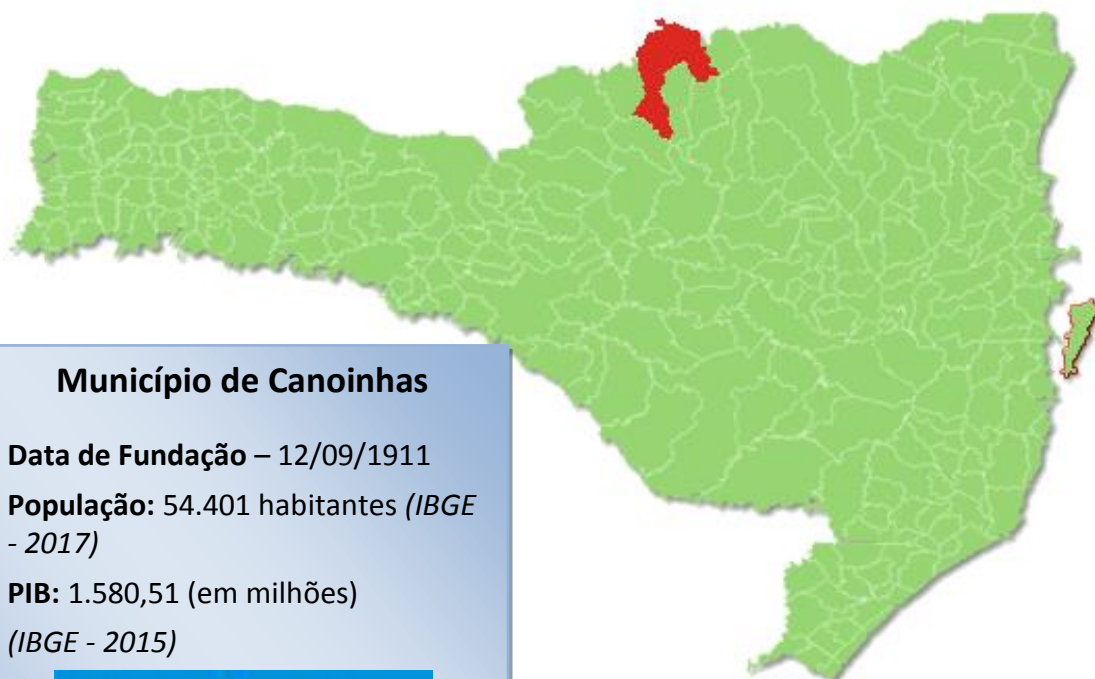 Município de Canoinhas
Data de Fundação – 12/09/1911
População: 54.401 habitantes (IBGE
- 2017)
PIB: 1.580,51 (em milhões)
(IBGE - 2015)